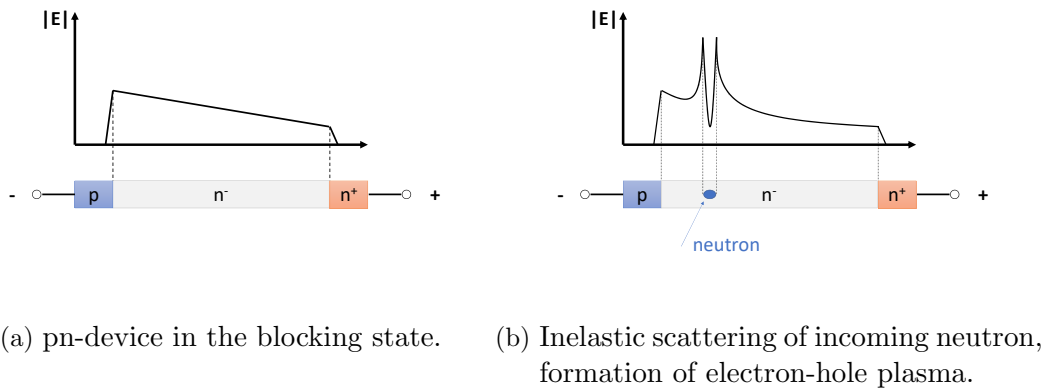 |E|
- p n⁻ n⁺ +
(a) pn-device in the blocking state.
|E|
- p n⁻ n⁺ +
neutron
(b) Inelastic scattering of incoming neutron,
formation of electron-hole plasma.